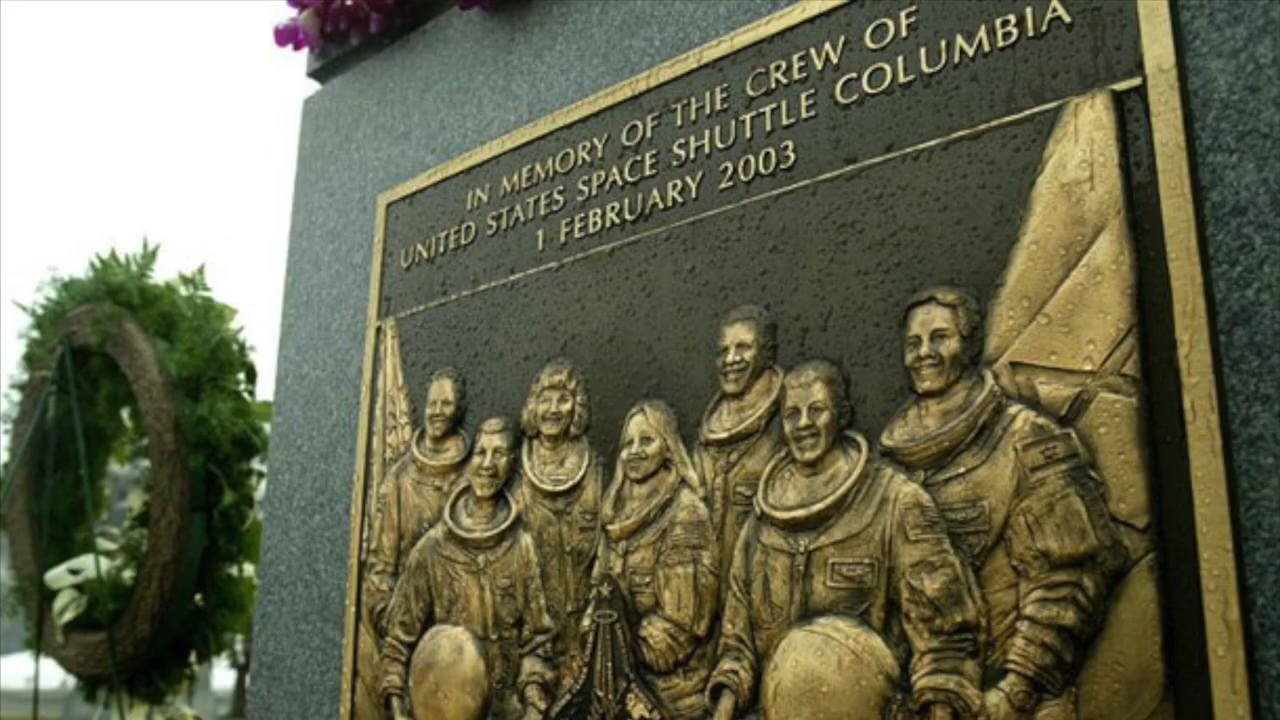 IN MEMORY OF THE CREW OF
UNITED STATES SPACE SHUTTLE COLUMBIA
1 FEBRUARY 2003